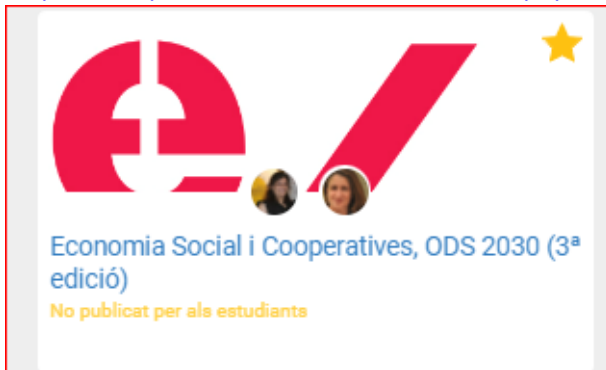 Economia Social i Cooperatives, ODS 2030 (3ª
edició)
No publicat per als estudiants